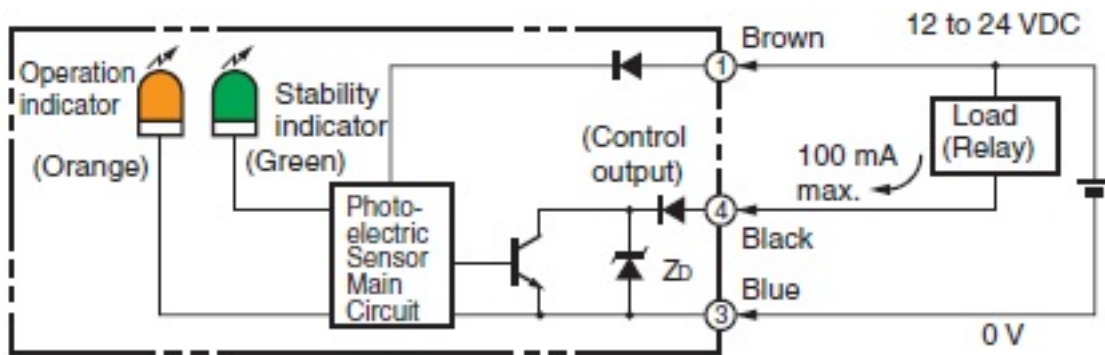 Operation
indicator
(Orange)
Stability
indicator
(Green)
Photo-
electric
Sensor
Main
Circuit
(Control
output)
ZD
1
Brown
4
Black
Blue
3
12 to 24 VDC
Load
(Relay)
100 mA
max.
0 V